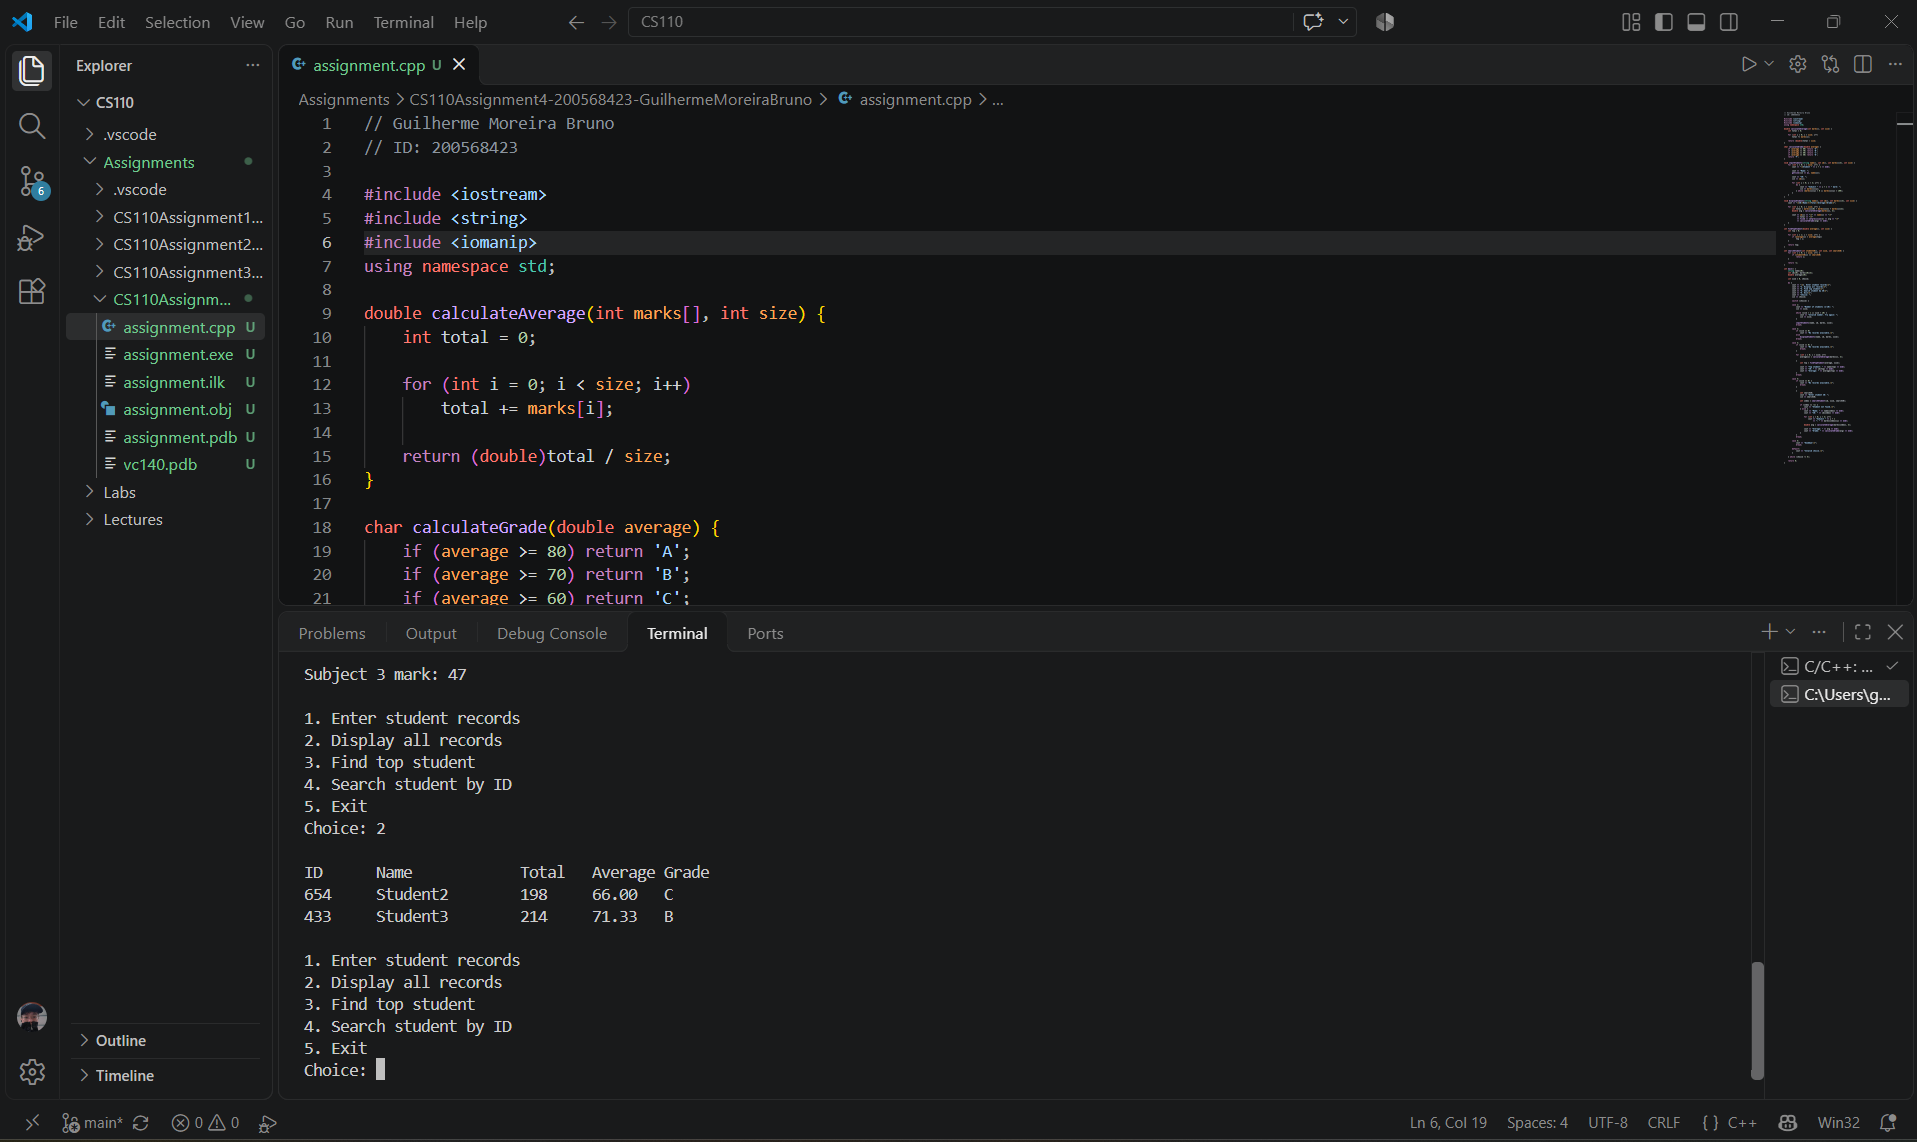 File Edit Selection View Go Run Terminal Help
CS110
Explorer
CS110
.vscode
Assignments
.vscode
CS110Assignment1...
CS110Assignment2...
CS110Assignment3...
CS110Assignm...
assignment.cpp U
assignment.exe U
assignment.ilk U
assignment.obj U
assignment.pdb U
vc140.pdb U
Labs
Lectures
Outline
Timeline
6
assignment.cpp U
Assignments > CS110Assignment4-200568423-GuilhermeMoreiraBruno > assignment.cpp > ...
1 // Guilherme Moreira Bruno
2 // ID: 200568423
3
4 #include <iostream>
5 #include <string>
6 #include <iomanip>
7 using namespace std;
8
9 double calculateAverage(int marks[], int size) {
10 int total = 0;
11
12 for (int i = 0; i < size; i++)
13 total += marks[i];
14
15 return (double)total / size;
16 }
17
18 char calculateGrade(double average) {
19 if (average >= 80) return 'A';
20 if (average >= 70) return 'B';
21 if (average >= 60) return 'C';
Problems Output Debug Console Terminal Ports
Subject 3 mark: 47
1. Enter student records
2. Display all records
3. Find top student
4. Search student by ID
5. Exit
Choice: 2
ID Name Total Average Grade
654 Student2 198 66.00 C
433 Student3 214 71.33 B
1. Enter student records
2. Display all records
3. Find top student
4. Search student by ID
5. Exit
Choice:
C/C++: ...
C:\Users\g...
main* 0 0
Ln 6, Col 19 Spaces: 4 UTF-8 CRLF { } C++ Win32